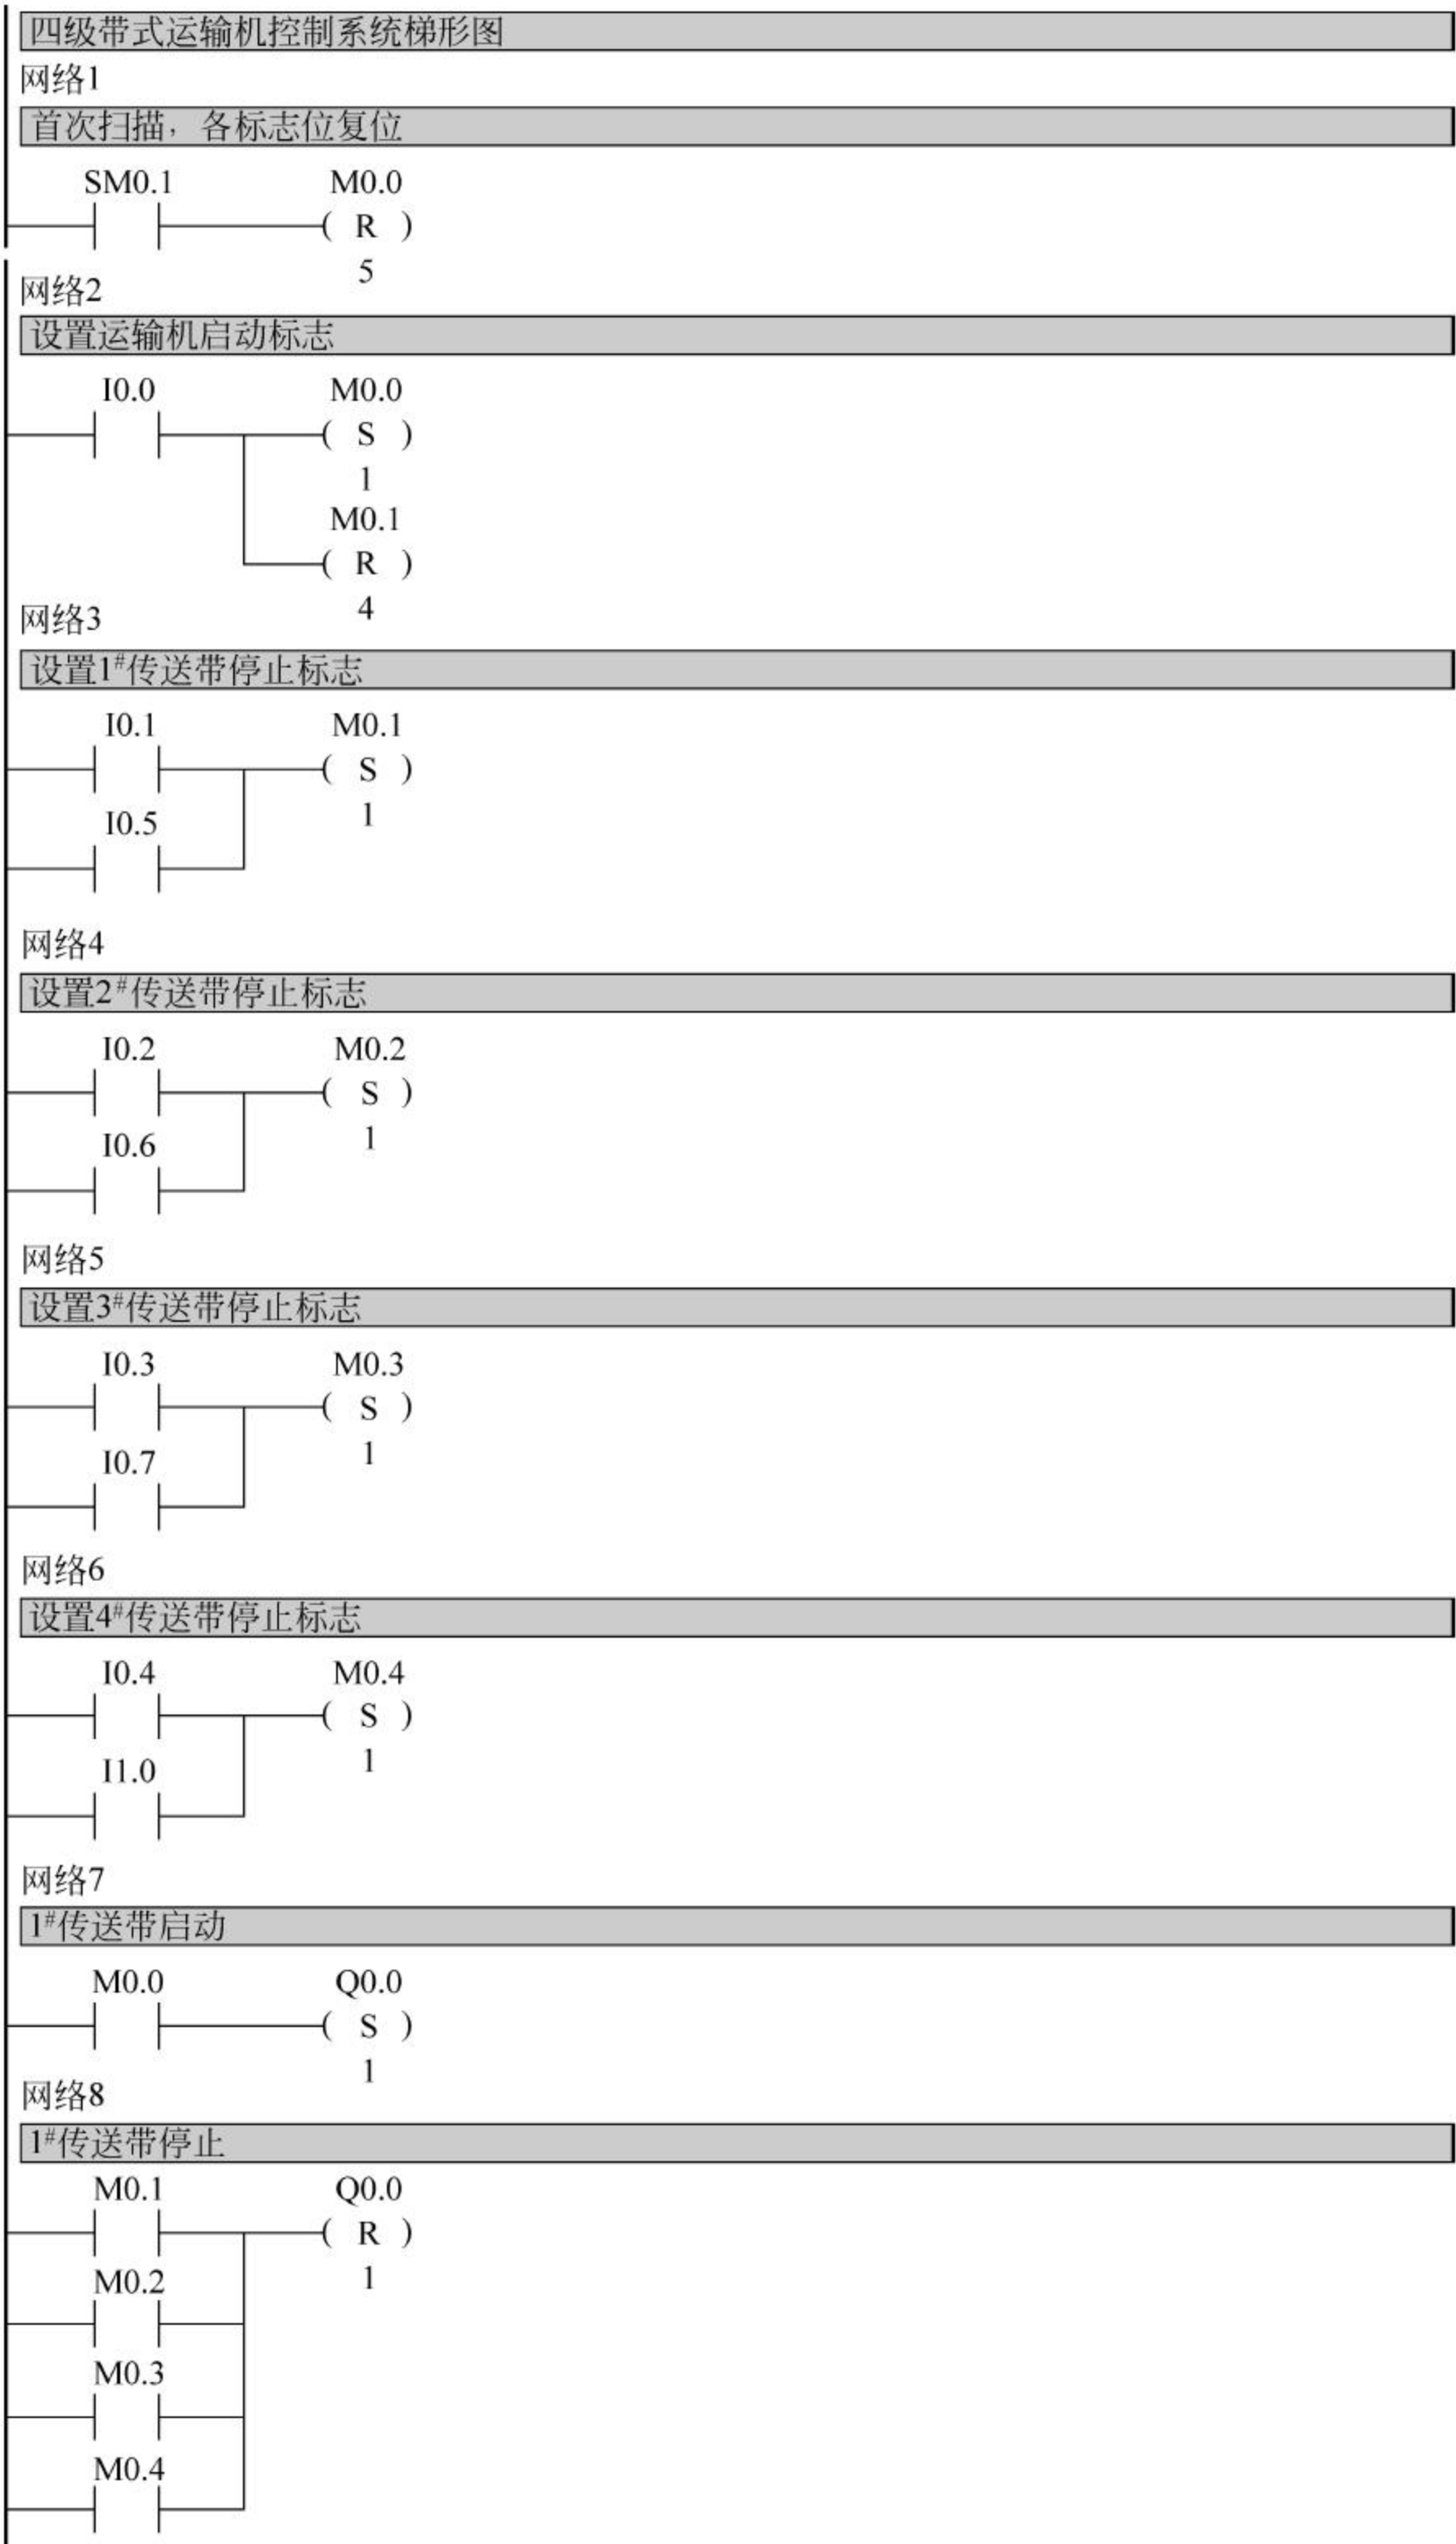 四级带式运输机控制系统梯形图
网络1
首次扫描，各标志位复位
SM0.1 M0.0
( R )
5
网络2
设置运输机启动标志
I0.0 M0.0
( S )
1
M0.1
( R )
4
网络3
设置1#传送带停止标志
I0.1 M0.1
( S )
1
I0.5
网络4
设置2#传送带停止标志
I0.2 M0.2
( S )
1
I0.6
网络5
设置3#传送带停止标志
I0.3 M0.3
( S )
1
I0.7
网络6
设置4#传送带停止标志
I0.4 M0.4
( S )
1
I1.0
网络7
1#传送带启动
M0.0 Q0.0
( S )
1
网络8
1#传送带停止
M0.1 Q0.0
( R )
1
M0.2
M0.3
M0.4